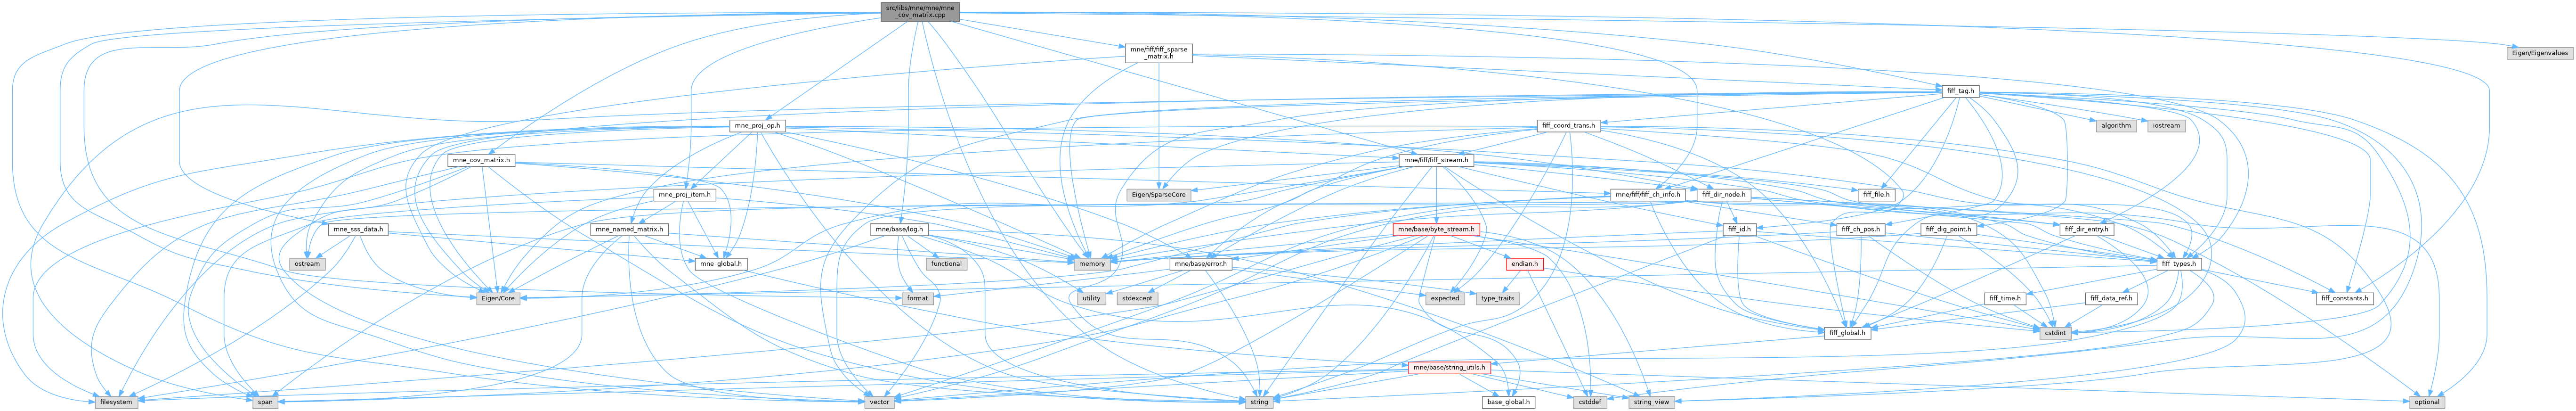 src/libs/mne/mne/mne
_cov_matrix.cpp
mne/fiff/fiff_sparse
_matrix.h
Eigen/Eigenvalues
fiff_tag.h
mne_proj_op.h
fiff_coord_trans.h
algorithm
iostream
mne_cov_matrix.h
mne/fiff/fiff_stream.h
mne_proj_item.h
Eigen/SparseCore
mne/fiff/fiff_ch_info.h
fiff_dir_node.h
fiff_file.h
mne_sss_data.h
mne_named_matrix.h
mne/base/log.h
mne/base/byte_stream.h
fiff_id.h
fiff_ch_pos.h
fiff_dig_point.h
fiff_dir_entry.h
ostream
mne_global.h
functional
memory
mne/base/error.h
endian.h
fiff_types.h
Eigen/Core
format
utility
stdexcept
expected
type_traits
fiff_time.h
fiff_data_ref.h
fiff_constants.h
fiff_global.h
cstdint
mne/base/string_utils.h
filesystem
span
vector
string
base_global.h
cstddef
string_view
optional